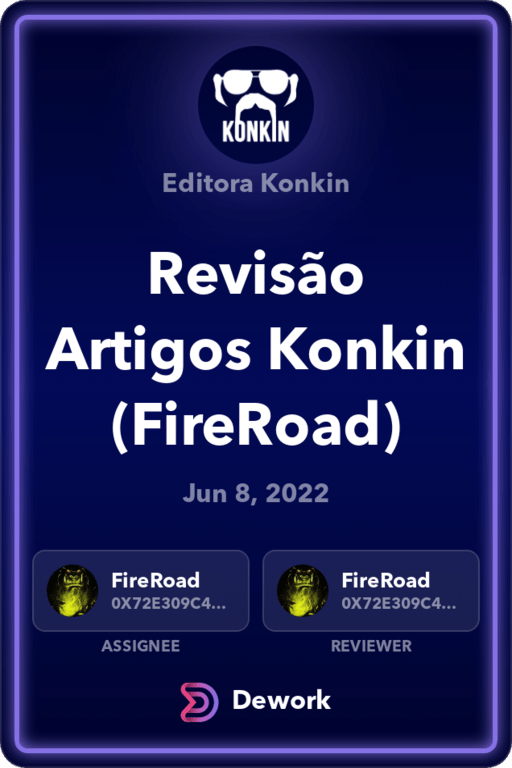 KONKIN
Editora Konkin
Revisão
Artigos Konkin
(FireRoad)
Jun 8, 2022
FireRoad
0X72E309C4...
ASSIGNEE
FireRoad
0X72E309C4...
REVIEWER
Dework